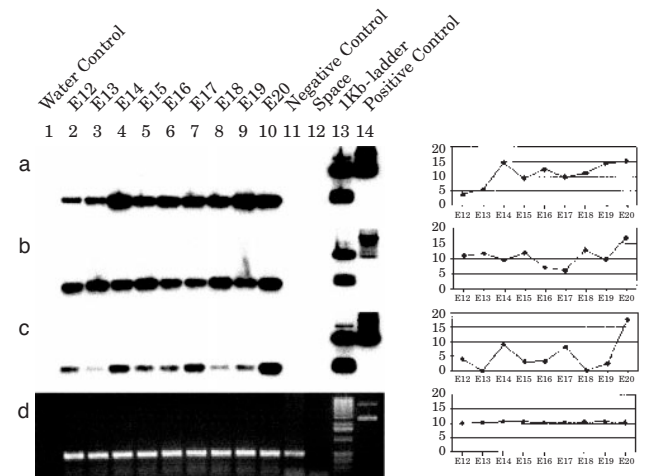 Water Control
E12
E13
E14
E15
E16
E17
E18
E19
E20
Negative Control
Space
1Kb-ladder
Positive Control
1 2 3 4 5 6 7 8 9 10 11 12 13 14
a
20
15
10
5
0
E12 E13 E14 E15 E16 E17 E18 E19 E20
b
20
15
10
5
0
E12 E13 E14 E15 E16 E17 E18 E19 E20
c
20
15
10
5
0
E12 E13 E14 E15 E16 E17 E18 E19 E20
d
20
15
10
5
0
E12 E13 E14 E15 E16 E17 E18 E19 E20